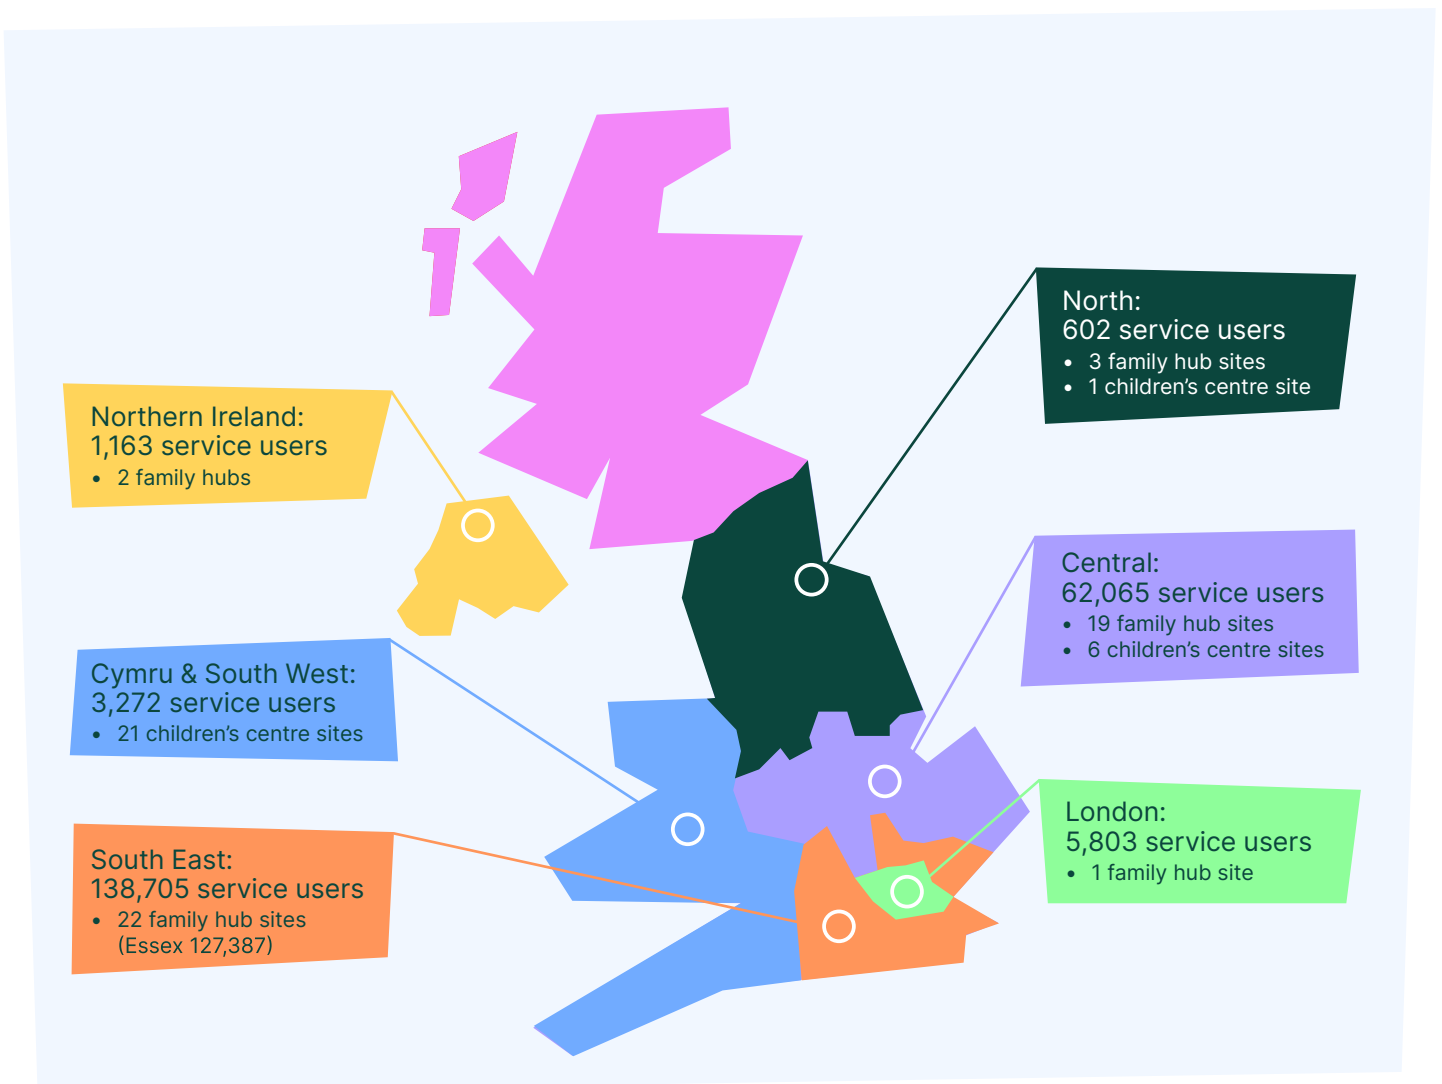 North:
602 service users
• 3 family hub sites
• 1 children’s centre site
Northern Ireland:
1,163 service users
• 2 family hubs
Central:
62,065 service users
• 19 family hub sites
• 6 children’s centre sites
Cymru & South West:
3,272 service users
• 21 children’s centre sites
London:
5,803 service users
• 1 family hub site
South East:
138,705 service users
• 22 family hub sites
(Essex 127,387)